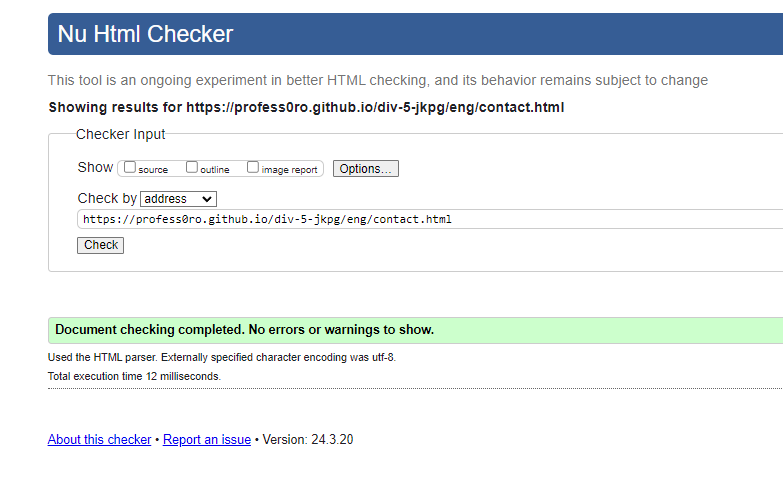 Nu Html Checker
This tool is an ongoing experiment in better HTML checking, and its behavior remains subject to change
Showing results for https://profess0ro.github.io/div-5-jkpg/eng/contact.html
Checker Input
Show source outline image report Options...
Check by address
https://profess0ro.github.io/div-5-jkpg/eng/contact.html
Check
Document checking completed. No errors or warnings to show.
Used the HTML parser. Externally specified character encoding was utf-8.
Total execution time 12 milliseconds.
About this checker • Report an issue • Version: 24.3.20